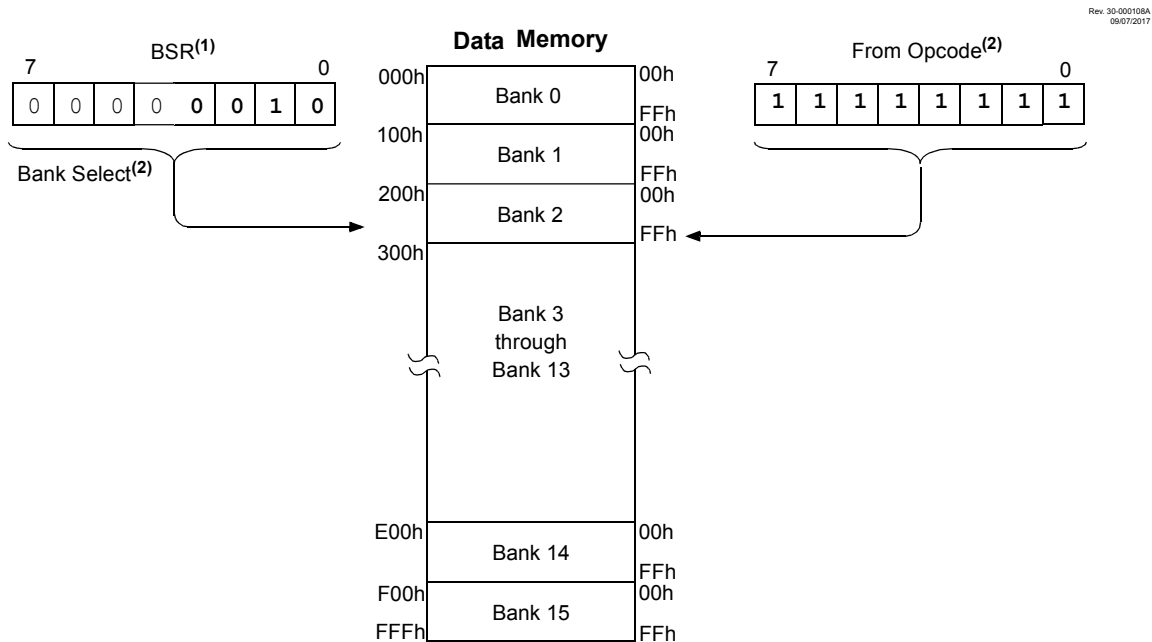 Rev. 30-000108A
09/07/2017
BSR(1)
7 0
0 0 0 0 0 0 1 0
Bank Select(2)
Data Memory
000h Bank 0 00h
FFh
100h Bank 1 00h
FFh
200h Bank 2 00h
FFh
300h
Bank 3
through
Bank 13
E00h Bank 14 00h
FFh
F00h Bank 15 00h
FFFh FFh
From Opcode(2)
7 0
1 1 1 1 1 1 1 1